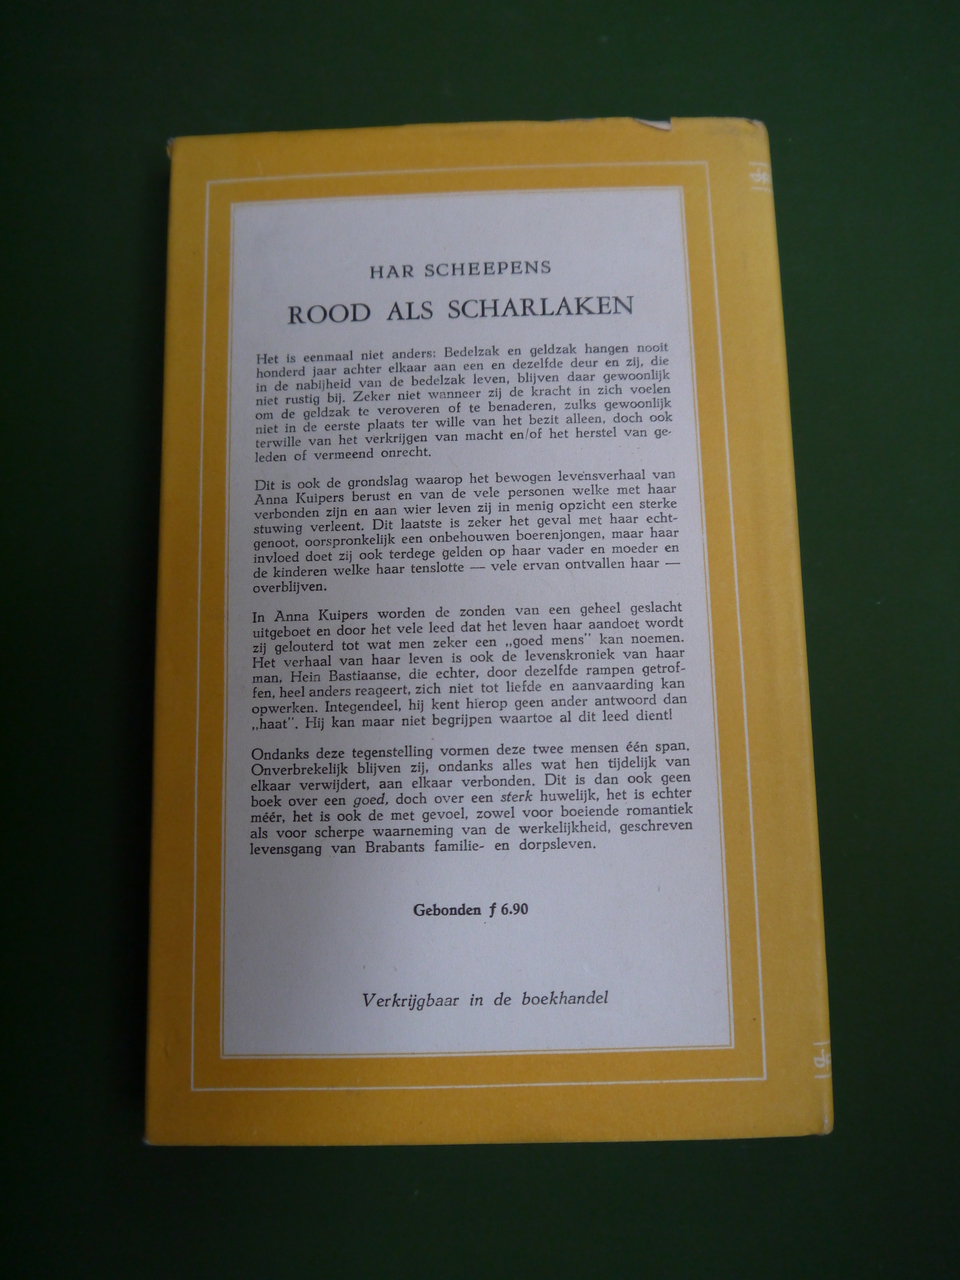 HAR SCHEEPENS
ROOD ALS SCHARLAKEN
Het is eenmaal niet anders: Bedelzak en geldzak hangen nooit
honderd jaar achter elkaar aan een en dezelfde deur en zij, die
in de nabijheid van de bedelzak leven, blijven daar gewoonlijk
niet rustig bij. Zeker niet wanneer zij de kracht in zich voelen
om de geldzak te veroveren of te benaderen, zulks gewoonlijk
niet in de eerste plaats ter wille van het bezit alleen, doch ook
terwille van het verkrijgen van macht en/of het herstel van ge-
leden of vermeend onrecht.
Dit is ook de grondslag waarop het bewogen levensverhaal van
Anna Kuipers berust en van de vele personen welke met haar
verbonden zijn en aan wier leven zij in menig opzicht een sterke
stuwing verleent. Dit laatste is zeker het geval met haar echt-
genoot, oorspronkelijk een onbehouwen boerenjongen, maar haar
invloed doet zij ook terdege gelden op haar vader en moeder en
de kinderen welke haar tenslotte — vele ervan ontvallen haar —
overblijven.
In Anna Kuipers worden de zonden van een geheel geslacht
uitgeboet en door het vele leed dat het leven haar aandoet wordt
zij gelouterd tot wat men zeker een „goed mens" kan noemen.
Het verhaal van haar leven is ook de levenskroniek van haar
man, Hein Bastiaanse, die echter, door dezelfde rampen getrof-
fen, heel anders reageert, zich niet tot liefde en aanvaarding kan
opwerken. Integendeel, hij kent hierop geen ander antwoord dan
„haat". Hij kan maar niet begrijpen waartoe al dit leed dient!
Ondanks deze tegenstelling vormen deze twee mensen één span.
Onverbrekelijk blijven zij, ondanks alles wat hen tijdelijk van
elkaar verwijdert, aan elkaar verbonden. Dit is dan ook geen
boek over een goed, doch over een sterk huwelijk, het is echter
méér, het is ook de met gevoel, zowel voor boeiende romantiek
als voor scherpe waarneming van de werkelijkheid, geschreven
levensgang van Brabants familie- en dorpsleven.
Gebonden ƒ 6.90
Verkrijgbaar in de boekhandel